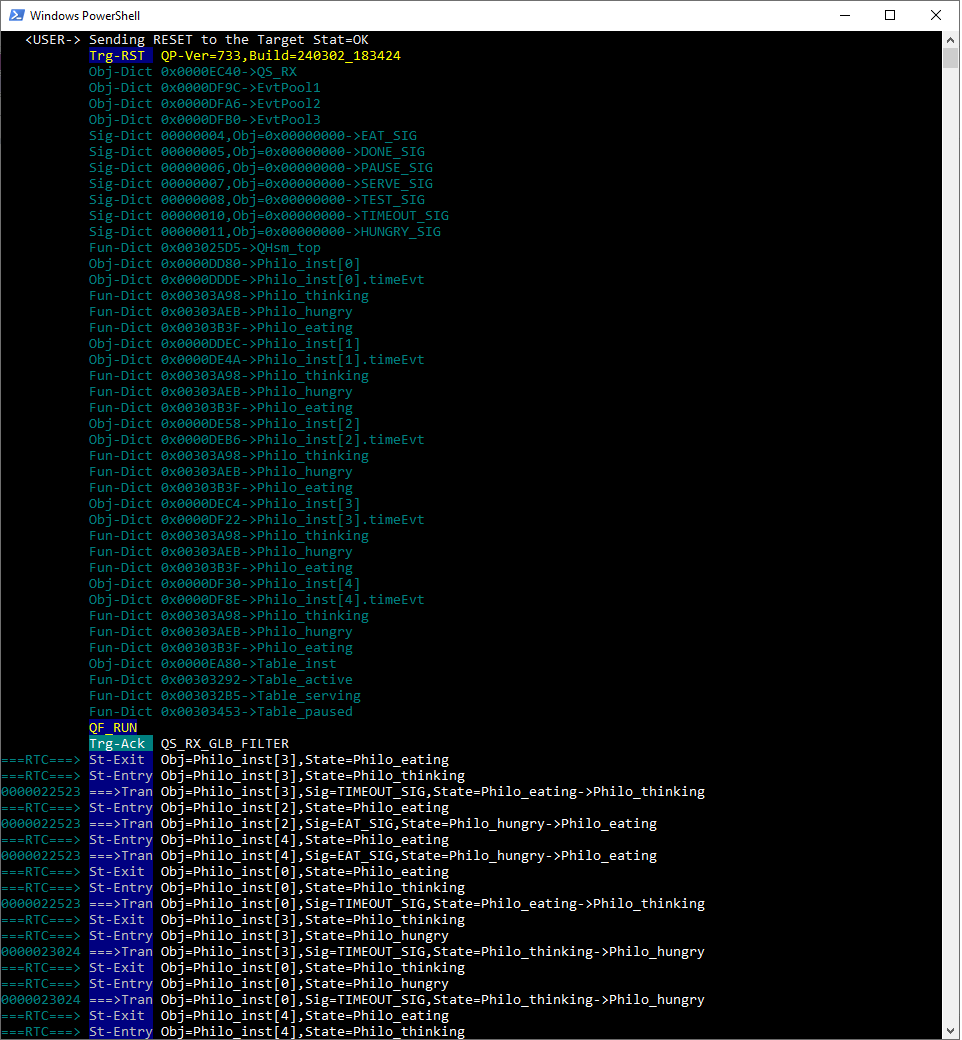 Windows PowerShell
<USER-> Sending RESET to the Target Stat=OK
Trg-RST QP-Ver=733,Build=240302_183424
Obj-Dict 0x0000EC40->QS_RX
Obj-Dict 0x0000DF9C->EvtPool1
Obj-Dict 0x0000DFA6->EvtPool2
Obj-Dict 0x0000DFB0->EvtPool3
Sig-Dict 00000004,Obj=0x00000000->EAT_SIG
Sig-Dict 00000005,Obj=0x00000000->DONE_SIG
Sig-Dict 00000006,Obj=0x00000000->PAUSE_SIG
Sig-Dict 00000007,Obj=0x00000000->SERVE_SIG
Sig-Dict 00000008,Obj=0x00000000->TEST_SIG
Sig-Dict 00000010,Obj=0x00000000->TIMEOUT_SIG
Sig-Dict 00000011,Obj=0x00000000->HUNGRY_SIG
Fun-Dict 0x003025D5->QHsm_top
Obj-Dict 0x0000DD80->Philo_inst[0]
Obj-Dict 0x0000DDDE->Philo_inst[0].timeEvt
Fun-Dict 0x00303A98->Philo_thinking
Fun-Dict 0x00303AEB->Philo_hungry
Fun-Dict 0x00303B3F->Philo_eating
Obj-Dict 0x0000DDEC->Philo_inst[1]
Obj-Dict 0x0000DE4A->Philo_inst[1].timeEvt
Fun-Dict 0x00303A98->Philo_thinking
Fun-Dict 0x00303AEB->Philo_hungry
Fun-Dict 0x00303B3F->Philo_eating
Obj-Dict 0x0000DE58->Philo_inst[2]
Obj-Dict 0x0000DEB6->Philo_inst[2].timeEvt
Fun-Dict 0x00303A98->Philo_thinking
Fun-Dict 0x00303AEB->Philo_hungry
Fun-Dict 0x00303B3F->Philo_eating
Obj-Dict 0x0000DEC4->Philo_inst[3]
Obj-Dict 0x0000DF22->Philo_inst[3].timeEvt
Fun-Dict 0x00303A98->Philo_thinking
Fun-Dict 0x00303AEB->Philo_hungry
Fun-Dict 0x00303B3F->Philo_eating
Obj-Dict 0x0000DF30->Philo_inst[4]
Obj-Dict 0x0000DF8E->Philo_inst[4].timeEvt
Fun-Dict 0x00303A98->Philo_thinking
Fun-Dict 0x00303AEB->Philo_hungry
Fun-Dict 0x00303B3F->Philo_eating
Obj-Dict 0x0000EA80->Table_inst
Fun-Dict 0x00303292->Table_active
Fun-Dict 0x003032B5->Table_serving
Fun-Dict 0x00303453->Table_paused
QF_RUN
Trg-Ack QS_RX_GLB_FILTER
===RTC===> St-Exit Obj=Philo_inst[3],State=Philo_eating
===RTC===> St-Entry Obj=Philo_inst[3],State=Philo_thinking
0000022523 ===>Tran Obj=Philo_inst[3],Sig=TIMEOUT_SIG,State=Philo_eating->Philo_thinking
===RTC===> St-Entry Obj=Philo_inst[2],State=Philo_eating
0000022523 ===>Tran Obj=Philo_inst[2],Sig=EAT_SIG,State=Philo_hungry->Philo_eating
===RTC===> St-Entry Obj=Philo_inst[4],State=Philo_eating
0000022523 ===>Tran Obj=Philo_inst[4],Sig=EAT_SIG,State=Philo_hungry->Philo_eating
===RTC===> St-Exit Obj=Philo_inst[0],State=Philo_eating
===RTC===> St-Entry Obj=Philo_inst[0],State=Philo_thinking
0000022523 ===>Tran Obj=Philo_inst[0],Sig=TIMEOUT_SIG,State=Philo_eating->Philo_thinking
===RTC===> St-Exit Obj=Philo_inst[3],State=Philo_thinking
===RTC===> St-Entry Obj=Philo_inst[3],State=Philo_hungry
0000023024 ===>Tran Obj=Philo_inst[3],Sig=TIMEOUT_SIG,State=Philo_thinking->Philo_hungry
===RTC===> St-Exit Obj=Philo_inst[0],State=Philo_thinking
===RTC===> St-Entry Obj=Philo_inst[0],State=Philo_hungry
0000023024 ===>Tran Obj=Philo_inst[0],Sig=TIMEOUT_SIG,State=Philo_thinking->Philo_hungry
===RTC===> St-Exit Obj=Philo_inst[4],State=Philo_eating
===RTC===> St-Entry Obj=Philo_inst[4],State=Philo_thinking